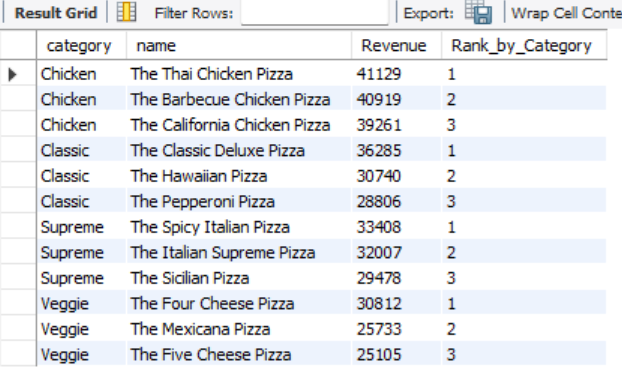 Result Grid Filter Rows: Export: Wrap Cell Conte
category name Revenue Rank_by_Category
Chicken The Thai Chicken Pizza 41129 1
Chicken The Barbecue Chicken Pizza 40919 2
Chicken The California Chicken Pizza 39261 3
Classic The Classic Deluxe Pizza 36285 1
Classic The Hawaiian Pizza 30740 2
Classic The Pepperoni Pizza 28806 3
Supreme The Spicy Italian Pizza 33408 1
Supreme The Italian Supreme Pizza 32007 2
Supreme The Sicilian Pizza 29478 3
Veggie The Four Cheese Pizza 30812 1
Veggie The Mexicana Pizza 25733 2
Veggie The Five Cheese Pizza 25105 3